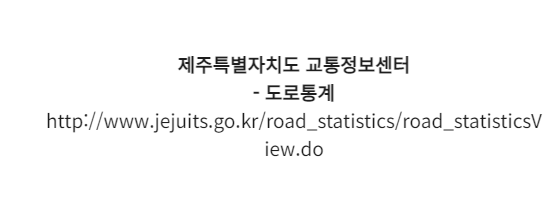 제주특별자치도 교통정보센터
- 도로통계
http://www.jejuits.go.kr/road_statistics/road_statisticsV
iew.do